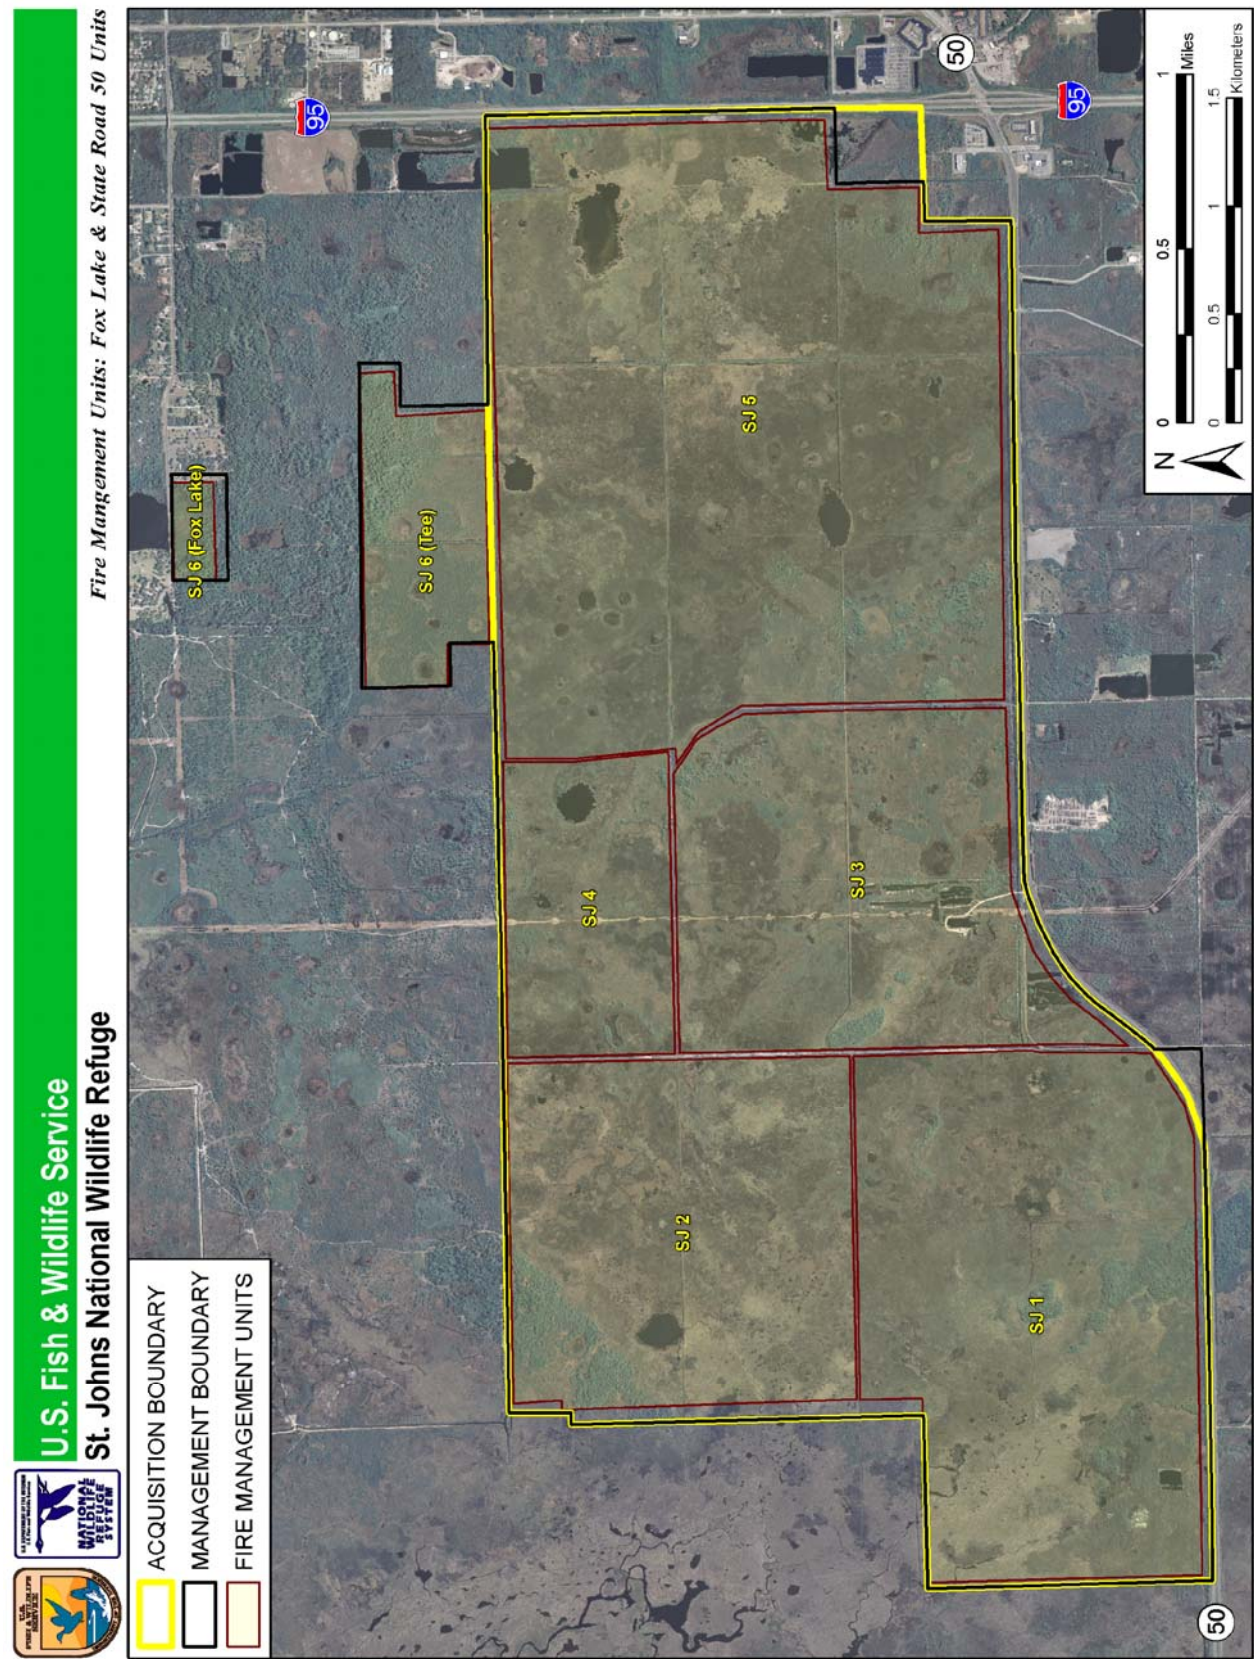 U.S. Fish & Wildlife Service
St. Johns National Wildlife Refuge
Fire Mangement Units: Fox Lake & State Road 50 Units
NATIONAL
WILDLIFE
REFUGE
SYSTEM
ACQUISITION BOUNDARY
MANAGEMENT BOUNDARY
FIRE MANAGEMENT UNITS
SJ 6 (Fox Lake)
95
SJ 6 (Tee)
SJ 4
SJ 2
SJ 5
SJ 3
SJ 1
50
95
50
N
0 0.5 1
Miles
0 0.5 1 1.5
Kilometers